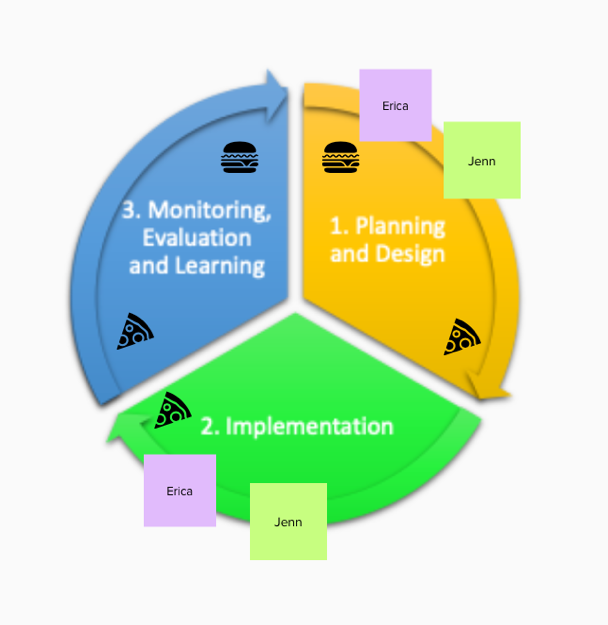 Erica
Jenn
3. Monitoring,
Evaluation
and Learning
1. Planning
and Design
2. Implementation
Erica
Jenn